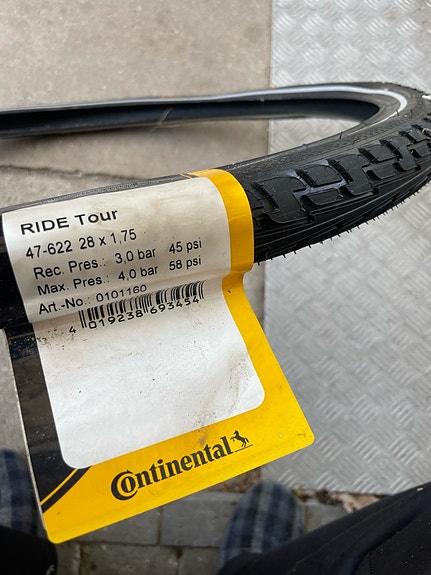 RIDE Tour
47-622 28 x 1,75
Rec. Pres.: 3,0 bar 45 psi
Max. Pres.: 4,0 bar 58 psi
Art.-No.: 0101160
4 019238 693454
Continental